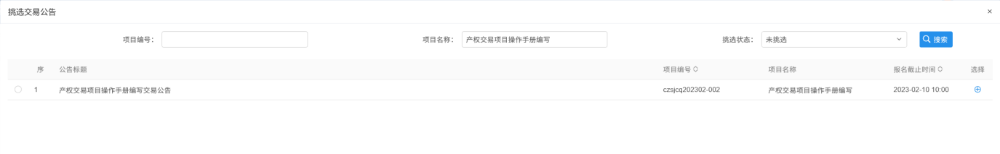 挑选交易公告 ×
项目编号： 项目名称： 产权交易项目操作手册编写 挑选状态： 未挑选 搜索
序 公告标题 项目编号 项目名称 报名截止时间 选择
1 产权交易项目操作手册编写交易公告 czsjcq202302-002 产权交易项目操作手册编写 2023-02-10 10:00